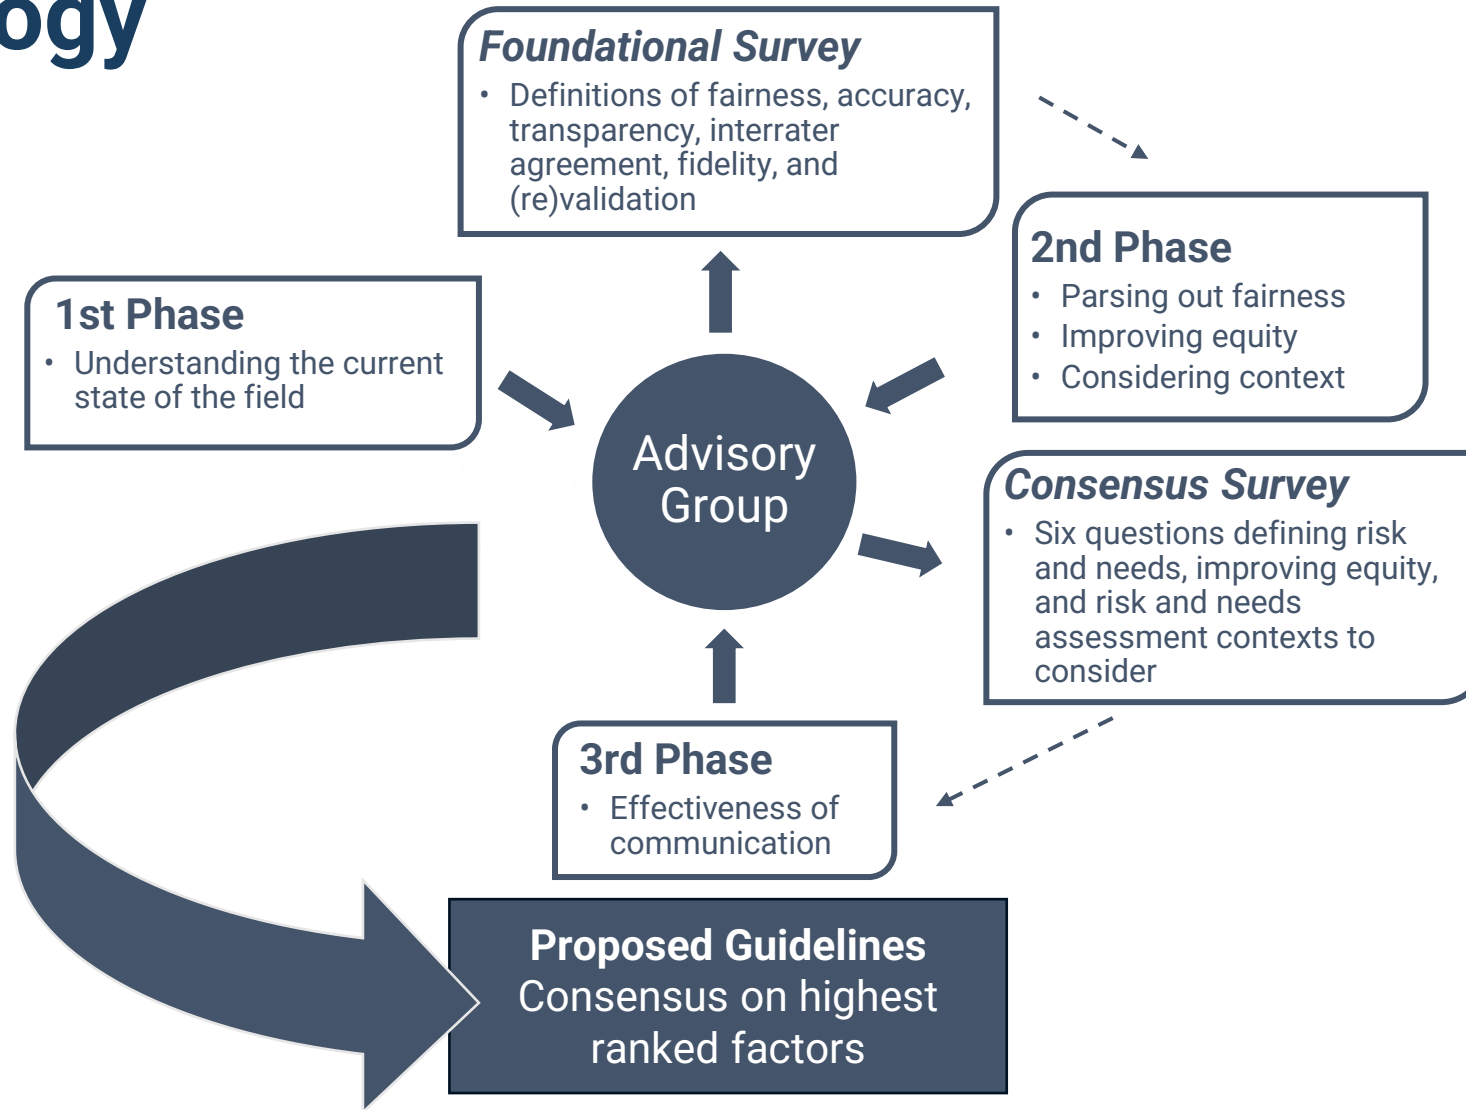 ogy
Foundational Survey
• Definitions of fairness, accuracy,
transparency, interrater
agreement, fidelity, and
(re)validation
1st Phase
• Understanding the current
state of the field
2nd Phase
• Parsing out fairness
• Improving equity
• Considering context
Advisory
Group
Consensus Survey
• Six questions defining risk
and needs, improving equity,
and risk and needs
assessment contexts to
consider
3rd Phase
• Effectiveness of
communication
Proposed Guidelines
Consensus on highest
ranked factors